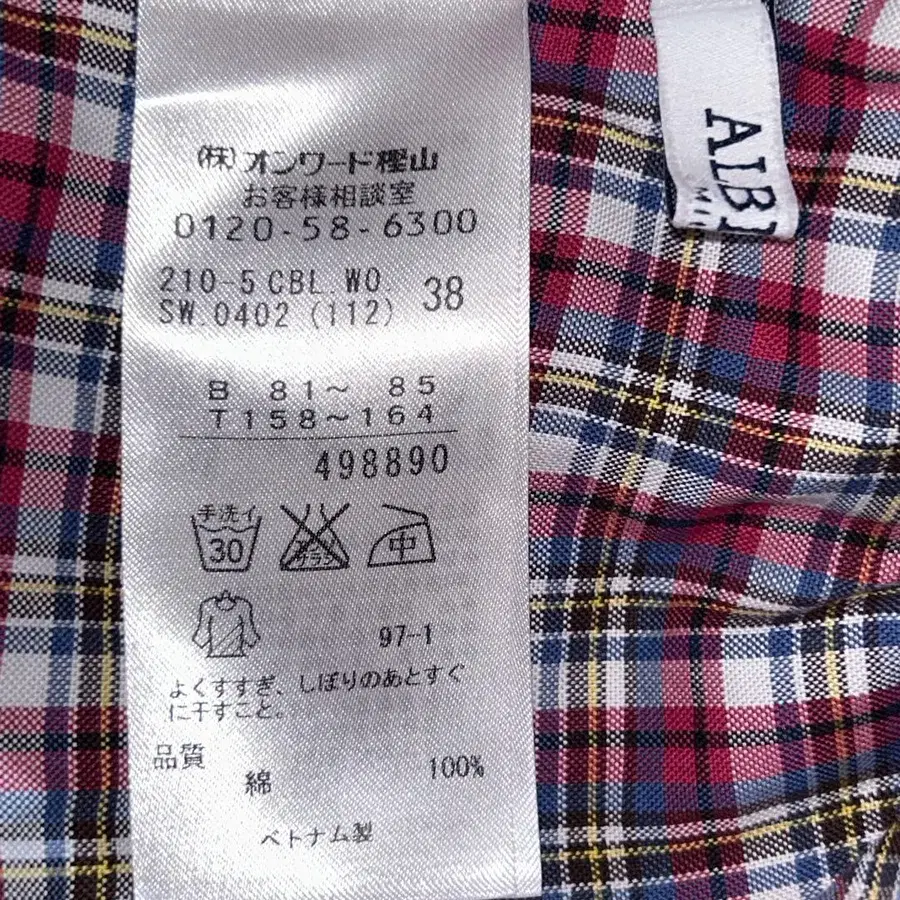 (株)オンワード樫山
お客様相談室
0120-58-6300
210-5 CBL.WO.
SW.0402 (112) 38
B 81~ 85
T158~164
498890
手洗イ
30
中
97-1
よくすすぎ、しぼりのあとすぐ
に干すこと。
品質
綿 100%
ベトナム製
ALB